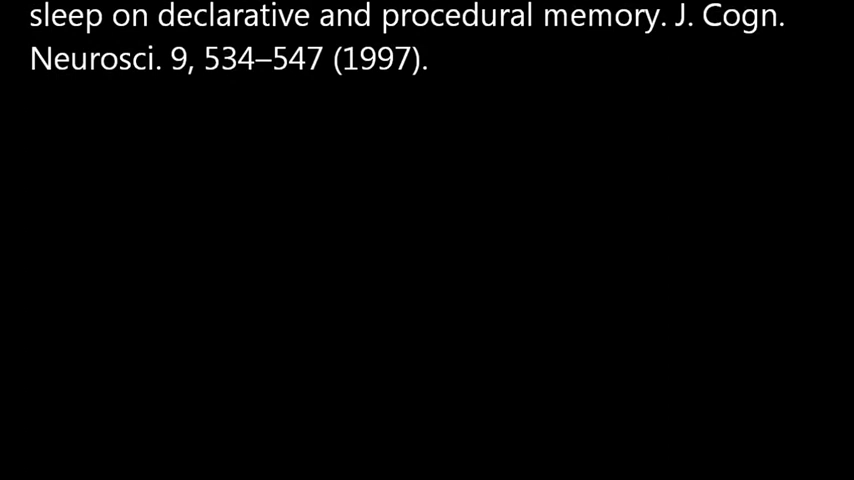 sleep on declarative and procedural memory. J. Cogn.
Neurosci. 9, 534–547 (1997).